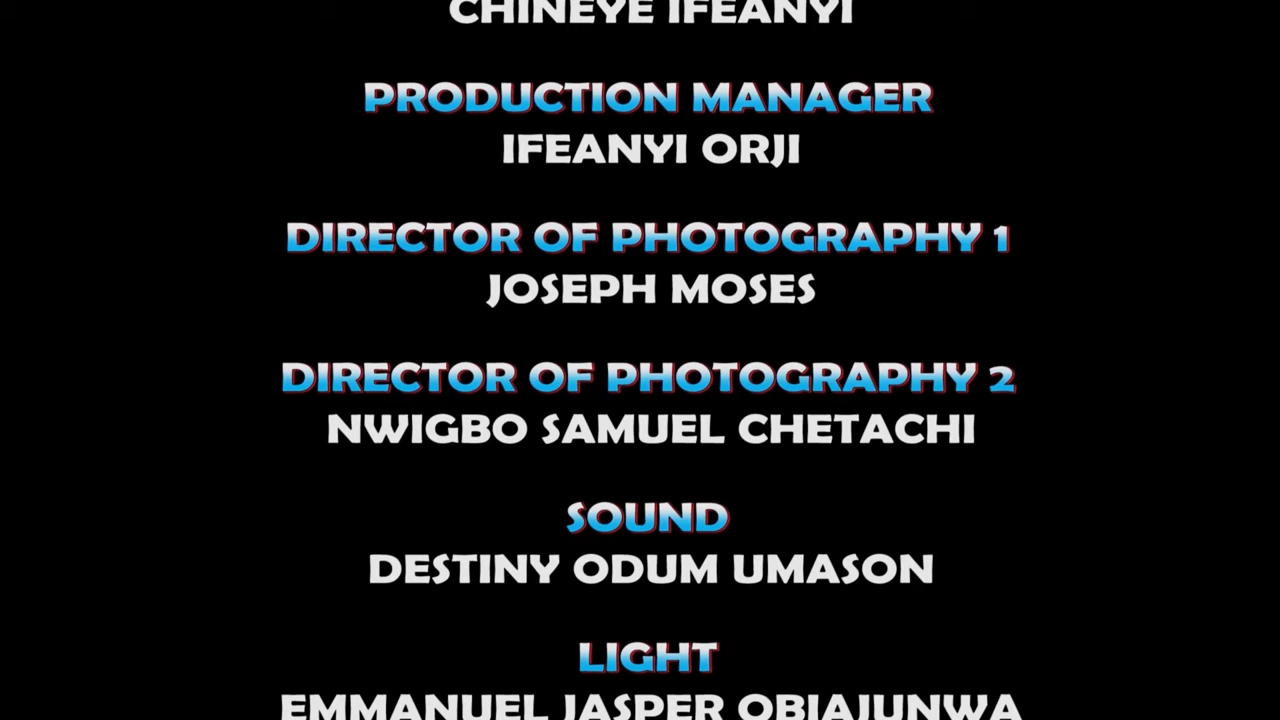 CHINEYE IFEANYI
PRODUCTION MANAGER
IFEANYI ORJI
DIRECTOR OF PHOTOGRAPHY 1
JOSEPH MOSES
DIRECTOR OF PHOTOGRAPHY 2
NWIGBO SAMUEL CHETACHI
SOUND
DESTINY ODUM UMASON
LIGHT
EMMANUEL JASPER OBIAJUNWA